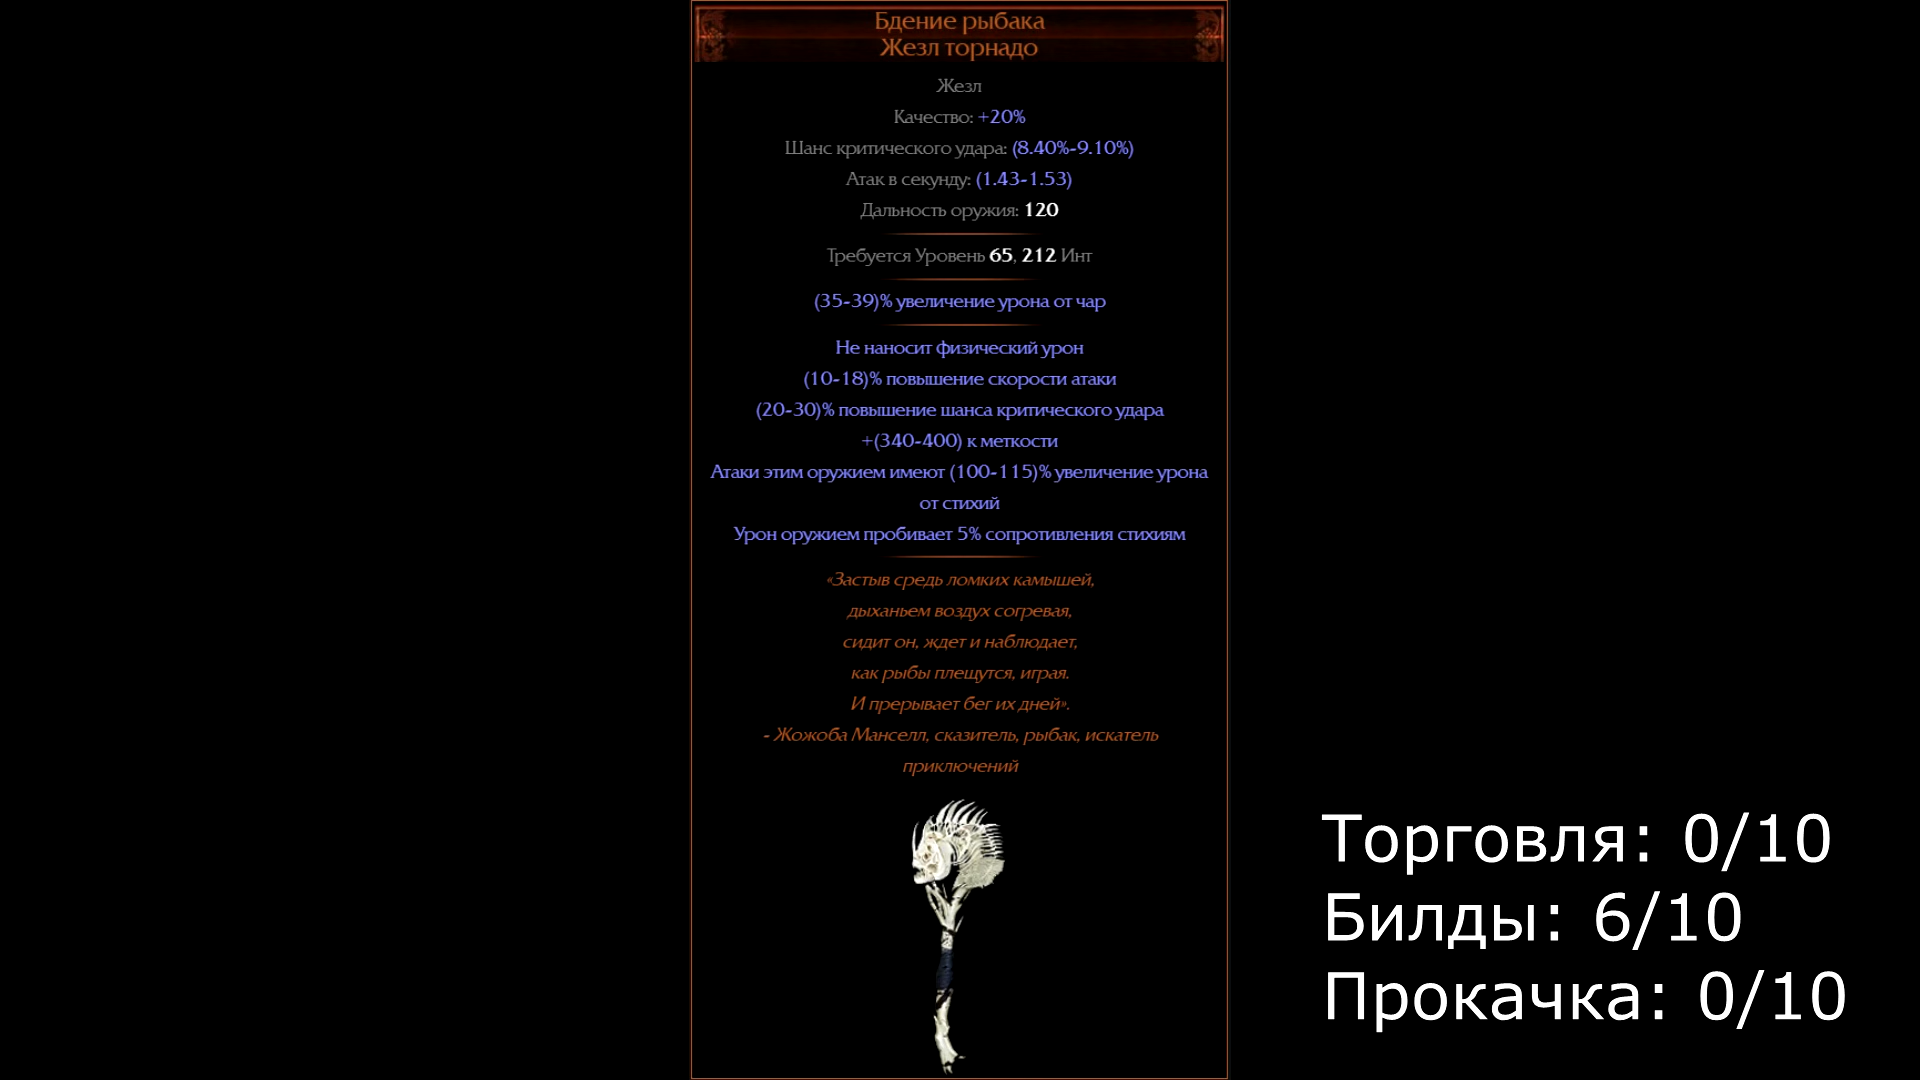 Бдение рыбака
Жезл торнадо
Жезл
Качество: +20%
Шанс критического удара: (8.40%-9.10%)
Атак в секунду: (1.43-1.53)
Дальность оружия: 120
Требуется Уровень 65, 212 Инт
(35-39)% увеличение урона от чар
Не наносит физический урон
(10-18)% повышение скорости атаки
(20-30)% повышение шанса критического удара
+(340-400) к меткости
Атаки этим оружием имеют (100-115)% увеличение урона
от стихий
Урон оружием пробивает 5% сопротивления стихиям
«Застыв средь ломких камышей,
дыханьем воздух согревая,
сидит он, ждет и наблюдает,
как рыбы плещутся, играя.
И прерывает бег их дней».
- Жожоба Манселл, сказитель, рыбак, искатель
приключений
Торговля: 0/10
Билды: 6/10
Прокачка: 0/10